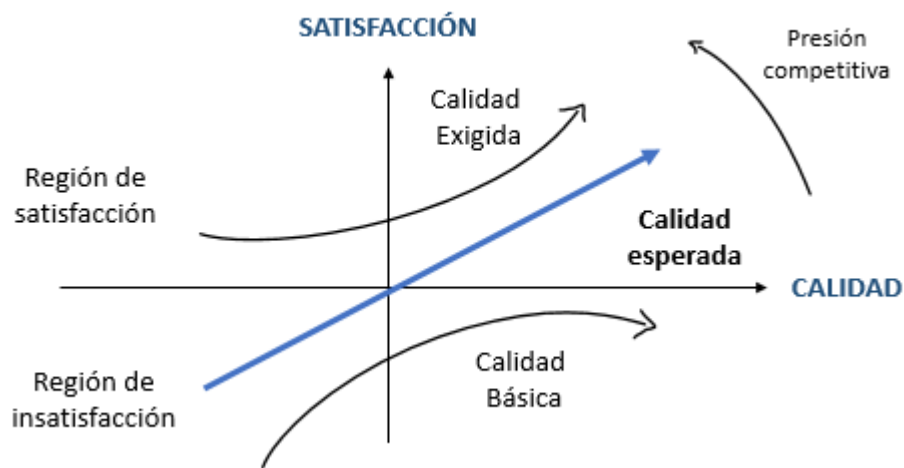 SATISFACCIÓN
Presión
competitiva
Calidad
Exigida
Región de
satisfacción
Calidad
esperada
CALIDAD
Calidad
Básica
Región de
insatisfacción